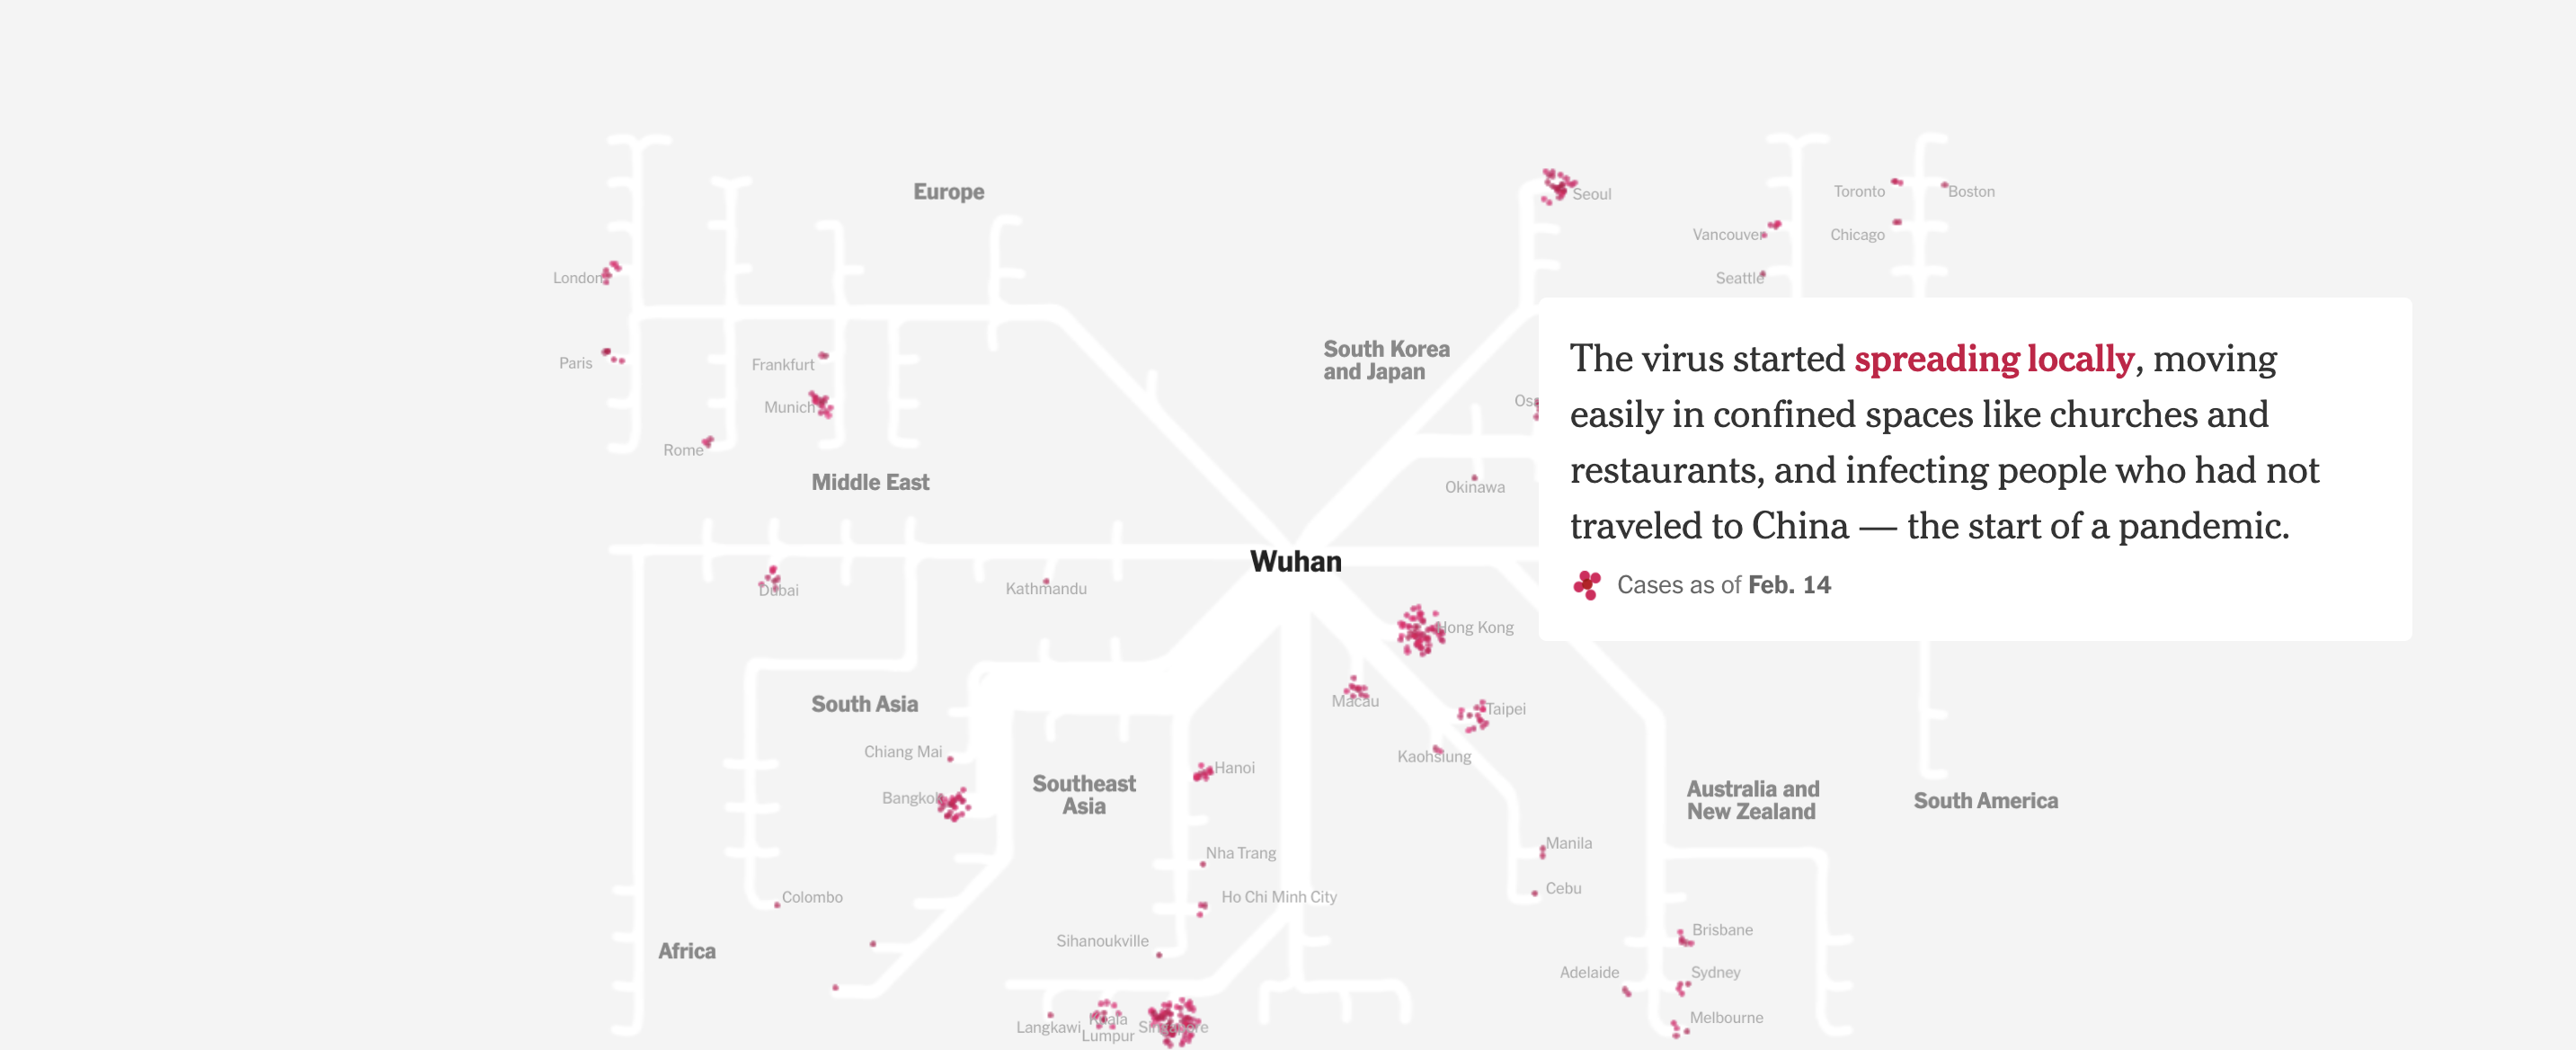 Europe
Seoul
Toronto
Boston
Vancouver
Chicago
London
Seattle
South Korea
and Japan
Paris
Frankfurt
Munich
Rome
Middle East
Okinawa
The virus started spreading locally, moving
easily in confined spaces like churches and
restaurants, and infecting people who had not
traveled to China — the start of a pandemic.
Cases as of Feb. 14
Wuhan
Dubai
Kathmandu
Hong Kong
Macau
Taipei
Kaohsiung
South Asia
Chiang Mai
Bangkok
Southeast
Asia
Hanoi
Australia and
New Zealand
South America
Nha Trang
Ho Chi Minh City
Manila
Cebu
Colombo
Sihanoukville
Africa
Brisbane
Adelaide
Sydney
Langkawi
Kuala
Lumpur
Singapore
Melbourne